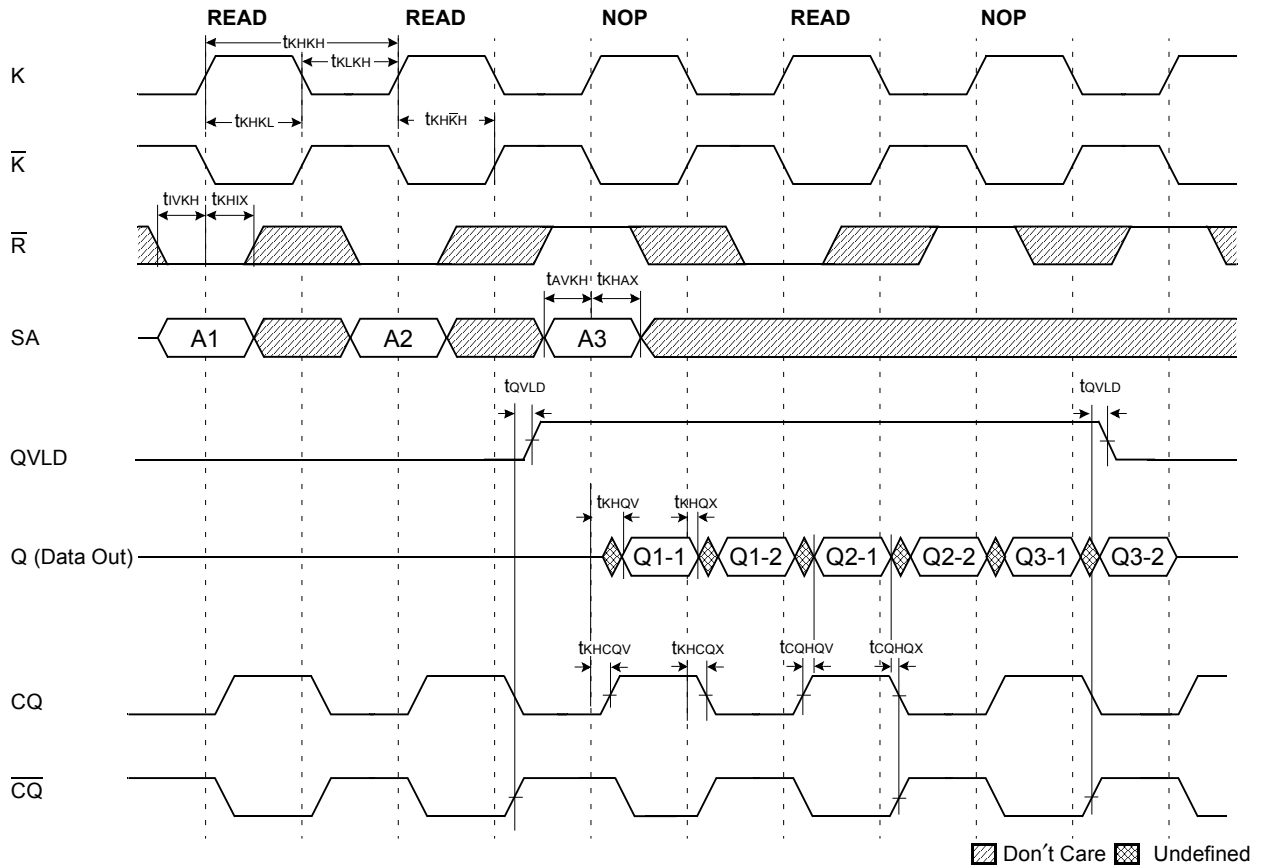 READ READ NOP READ NOP
tKHKH
tKLKH
K
tKHKL tKHK̅H
K̅
tIVKH tKHIX
R̅
tAVKH tKHAX
SA A1 A2 A3
tQVLD tQVLD
QVLD
tKHQV tKHQX
Q (Data Out) Q1-1 Q1-2 Q2-1 Q2-2 Q3-1 Q3-2
tKHCQV tKHCQX tCQHQV tCQHQX
CQ
C̅Q̅
Don′t Care Undefined